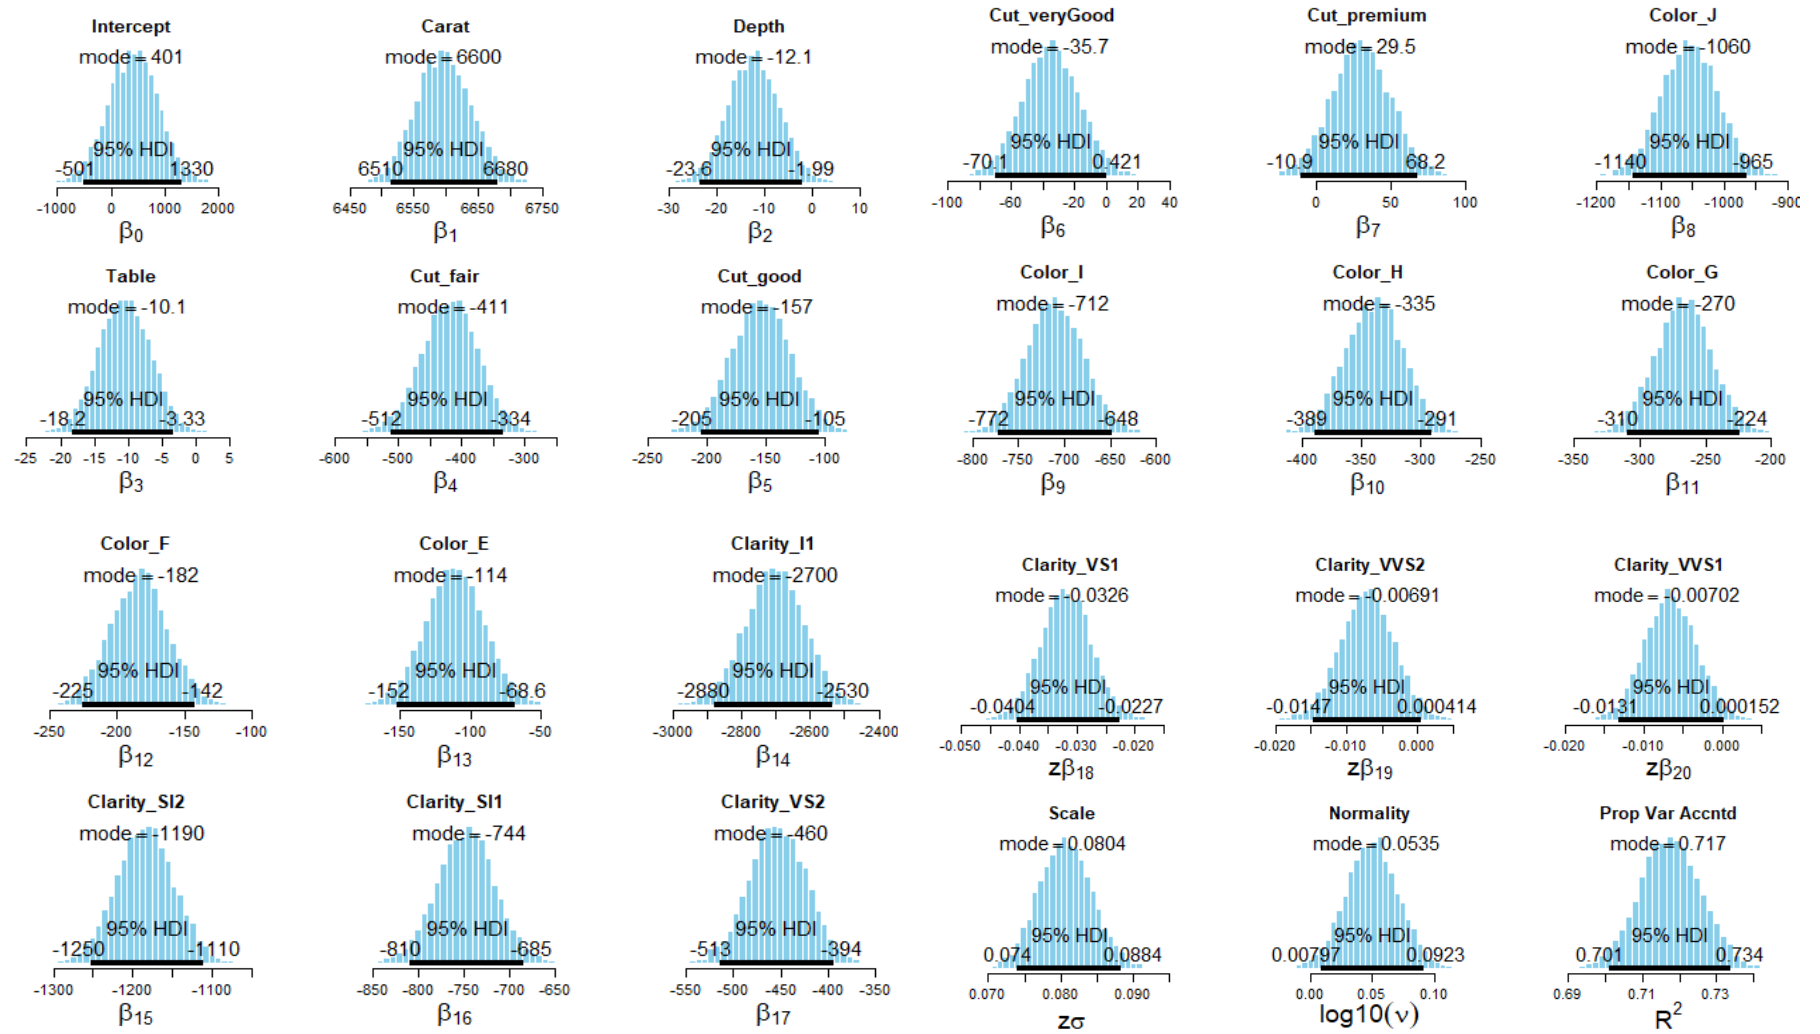 Intercept
mode = 401
95% HDI
-501 1330
-1000 0 1000 2000
β0
Carat
mode = 6600
95% HDI
6510 6680
6450 6550 6650 6750
β1
Depth
mode = -12.1
95% HDI
-23.6 -1.99
-30 -20 -10 0 10
β2
Cut_veryGood
mode = -35.7
95% HDI
-70.1 0.421
-100 -60 -20 20 40
β6
Cut_premium
mode = 29.5
95% HDI
-10.9 68.2
0 50 100
β7
Color_J
mode = -1060
95% HDI
-1140 -965
-1200 -1100 -1000 -900
β8
Table
mode = -10.1
95% HDI
-18.2 -3.33
-25 -20 -15 -10 -5 0 5
β3
Cut_fair
mode = -411
95% HDI
-512 -334
-600 -500 -400 -300
β4
Cut_good
mode = -157
95% HDI
-205 -105
-250 -200 -150 -100
β5
Color_I
mode = -712
95% HDI
-772 -648
-800 -750 -700 -650 -600
β9
Color_H
mode = -335
95% HDI
-389 -291
-400 -350 -300 -250
β10
Color_G
mode = -270
95% HDI
-310 -224
-350 -300 -250 -200
β11
Color_F
mode = -182
95% HDI
-225 -142
-250 -200 -150 -100
β12
Color_E
mode = -114
95% HDI
-152 -68.6
-150 -100 -50
β13
Clarity_I1
mode = -2700
95% HDI
-2880 -2530
-3000 -2800 -2600 -2400
β14
Clarity_VS1
mode = -0.0326
95% HDI
-0.0404 -0.0227
-0.050 -0.040 -0.030 -0.020
zβ18
Clarity_VVS2
mode = -0.00691
95% HDI
-0.0147 0.000414
-0.020 -0.010 0.000
zβ19
Clarity_VVS1
mode = -0.00702
95% HDI
-0.0131 0.000152
-0.020 -0.010 0.000
zβ20
Clarity_SI2
mode = -1190
95% HDI
-1250 -1110
-1300 -1200 -1100
β15
Clarity_SI1
mode = -744
95% HDI
-810 -685
-850 -800 -750 -700 -650
β16
Clarity_VS2
mode = -460
95% HDI
-513 -394
-550 -500 -450 -400 -350
β17
Scale
mode = 0.0804
95% HDI
0.074 0.0884
0.070 0.080 0.090
zσ
Normality
mode = 0.0535
95% HDI
0.00797 0.0923
0.00 0.05 0.10
log10(ν)
Prop Var Accntd
mode = 0.717
95% HDI
0.701 0.734
0.69 0.71 0.73
R²